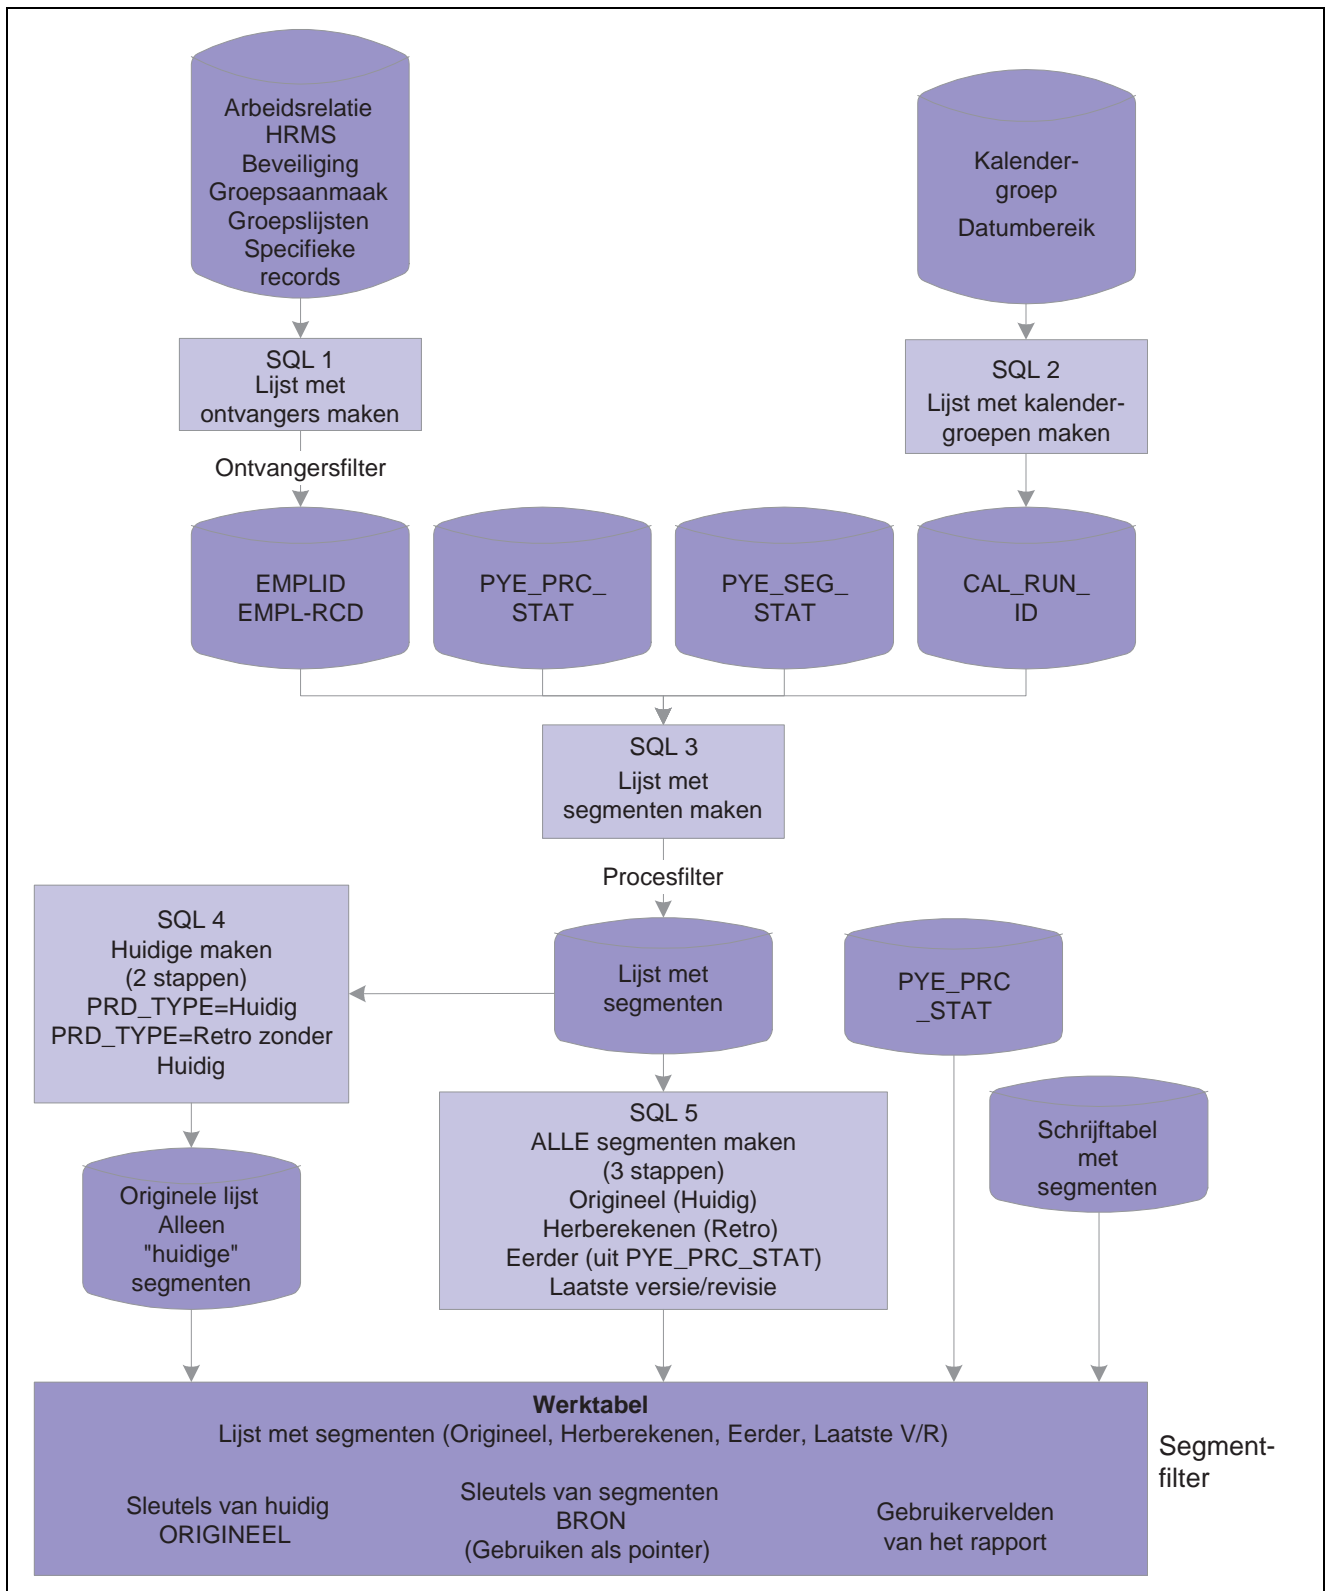 Arbeidsrelatie
HRMS
Beveiliging
Groepsaanmaak
Groepslijsten
Specifieke
records
Kalender-
groep
Datumbereik
SQL 1
Lijst met
ontvangers maken
SQL 2
Lijst met kalender-
groepen maken
Ontvangersfilter
EMPLID
EMPL-RCD
PYE_PRC_
STAT
PYE_SEG_
STAT
CAL_RUN_
ID
SQL 3
Lijst met
segmenten maken
Procesfilter
SQL 4
Huidige maken
(2 stappen)
PRD_TYPE=Huidig
PRD_TYPE=Retro zonder
Huidig
Lijst met
segmenten
PYE_PRC
_STAT
SQL 5
ALLE segmenten maken
(3 stappen)
Origineel (Huidig)
Herberekenen (Retro)
Eerder (uit PYE_PRC_STAT)
Laatste versie/revisie
Schrijftabel
met
segmenten
Originele lijst
Alleen
"huidige"
segmenten
Werktabel
Lijst met segmenten (Origineel, Herberekenen, Eerder, Laatste V/R)
Sleutels van huidig
ORIGINEEL
Sleutels van segmenten
BRON
(Gebruiken als pointer)
Gebruikervelden
van het rapport
Segment-
filter